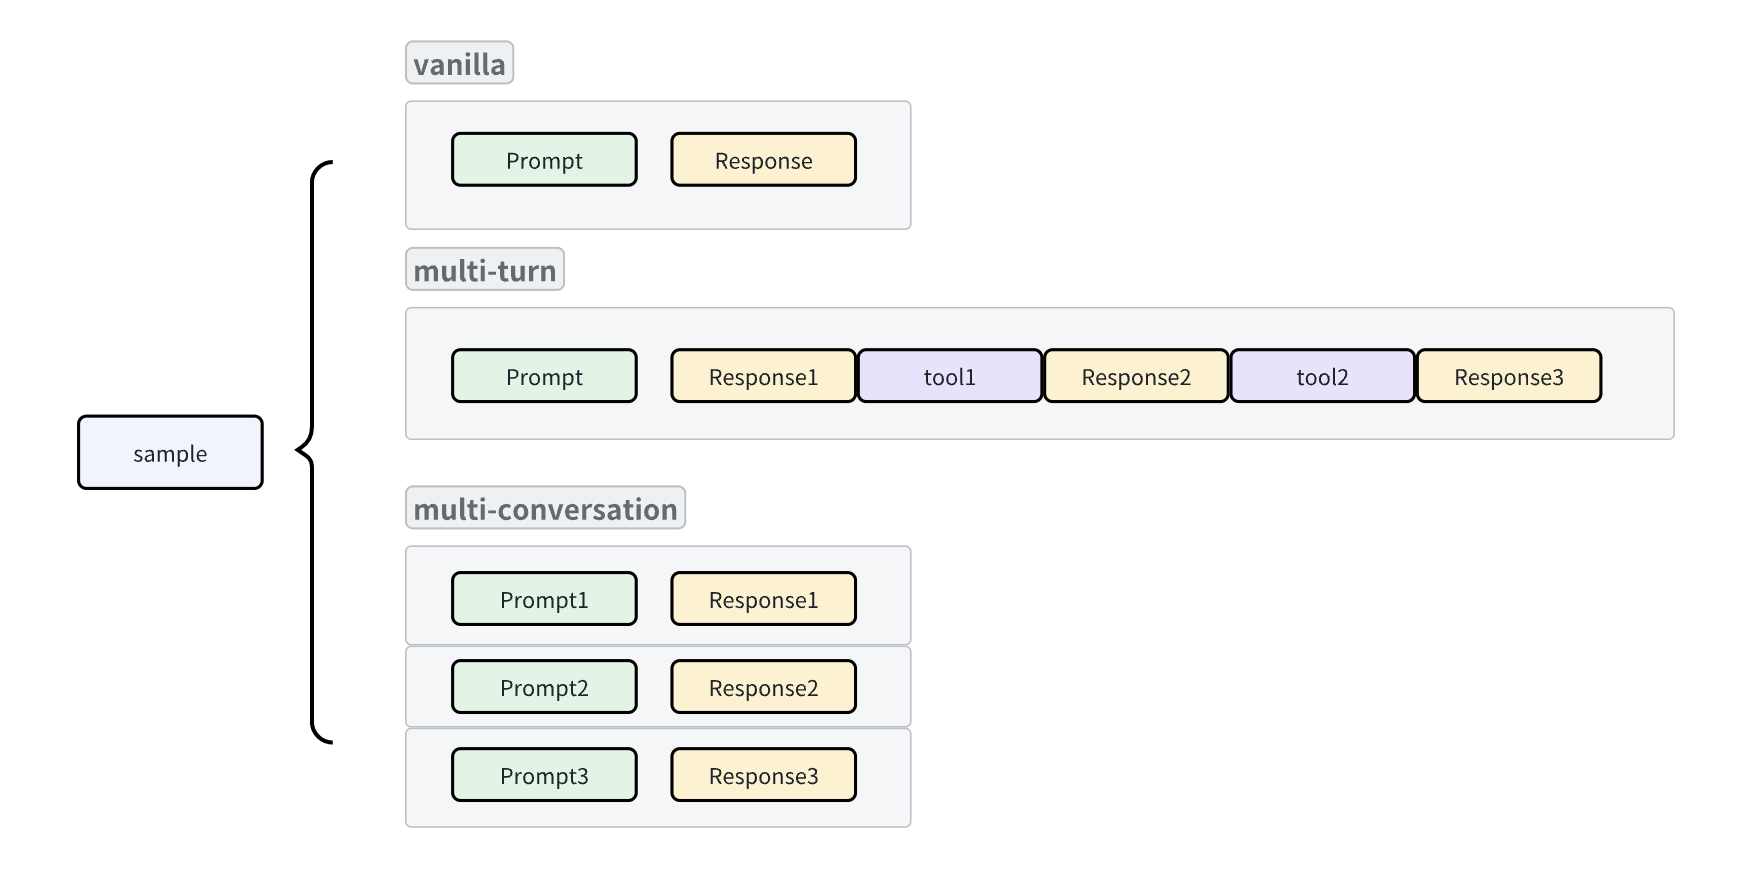 vanilla
Prompt Response
multi-turn
Prompt Response1 tool1 Response2 tool2 Response3
sample
multi-conversation
Prompt1 Response1
Prompt2 Response2
Prompt3 Response3